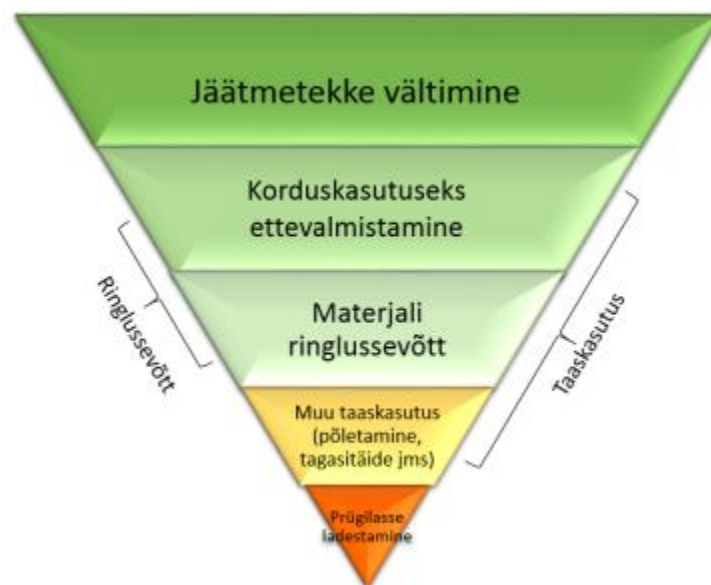 Jäätmetekke vältimine
Korduskasutuseks
ettevalmistamine
Ringlussevõtt
Materjali
ringlussevõtt
Taaskasutus
Muu taaskasutus
(põletamine,
tagasitäide jms)
Prügilasse
ladestamine